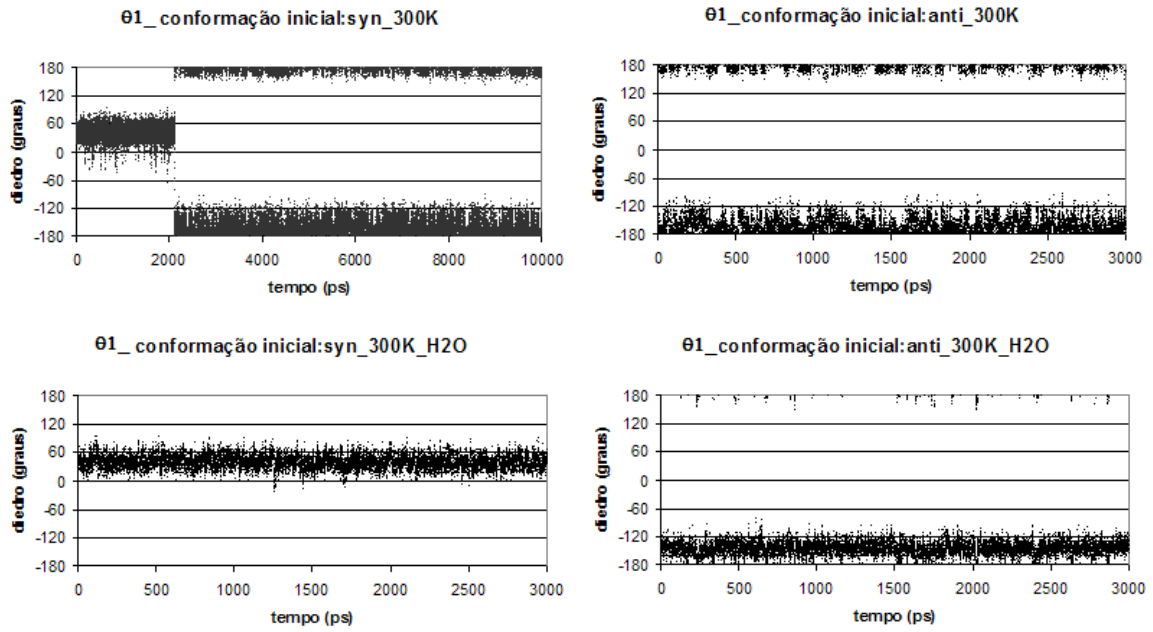 θ1_ conformação inicial:syn_300K
diedro (graus)
180
120
60
0
-60
-120
-180
0 2000 4000 6000 8000 10000
tempo (ps)
θ1_conformação inicial:anti_300K
diedro (graus)
180
120
60
0
-60
-120
-180
0 500 1000 1500 2000 2500 3000
tempo (ps)
θ1_ conformação inicial:syn_300K_H2O
diedro (graus)
180
120
60
0
-60
-120
-180
0 500 1000 1500 2000 2500 3000
tempo (ps)
θ1_conformação inicial:anti_300K_H2O
diedro (graus)
180
120
60
0
-60
-120
-180
0 500 1000 1500 2000 2500 3000
tempo (ps)